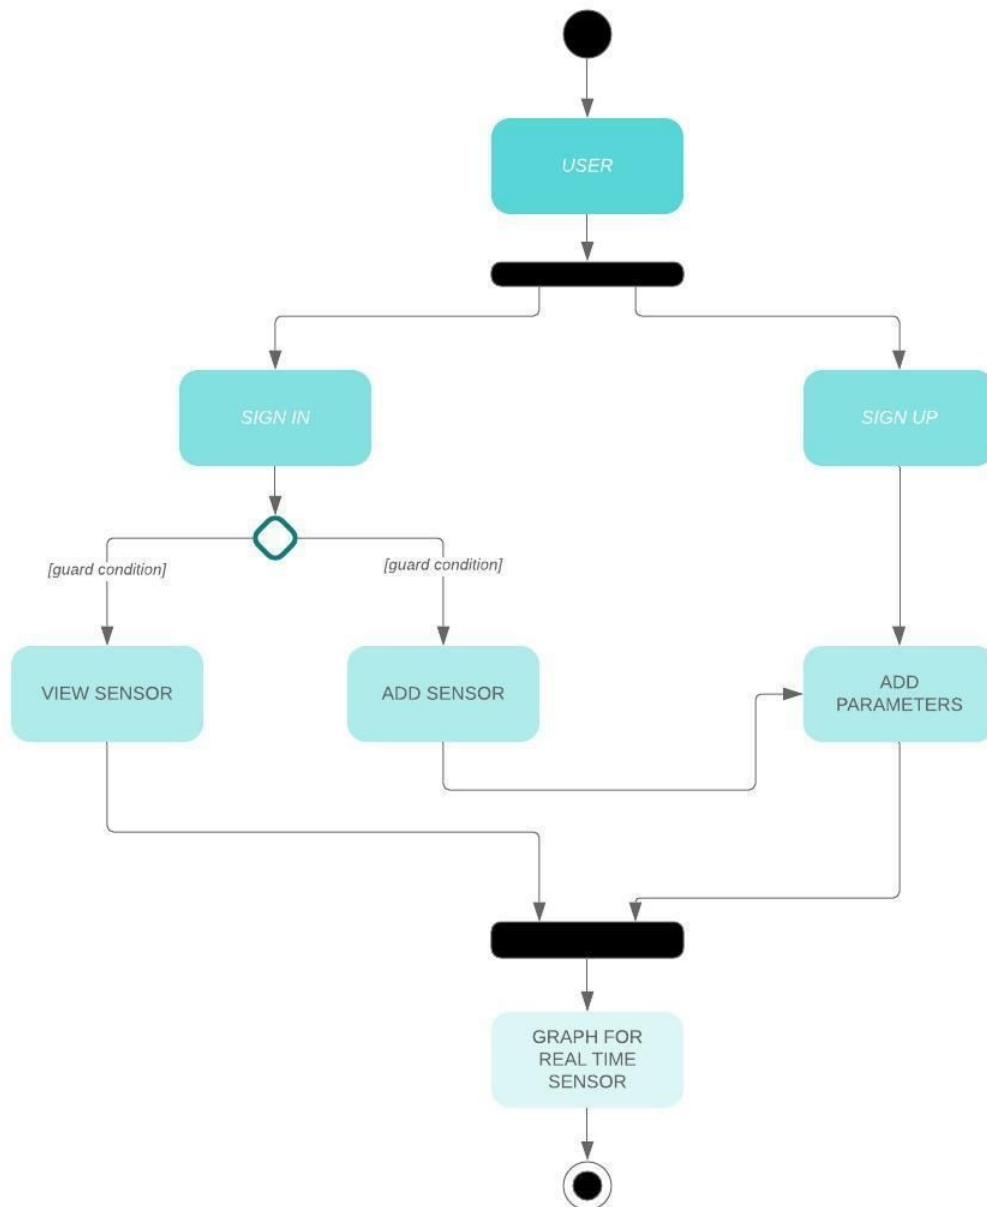 USER
SIGN IN
SIGN UP
[guard condition]
[guard condition]
VIEW SENSOR
ADD SENSOR
ADD
PARAMETERS
GRAPH FOR
REAL TIME
SENSOR